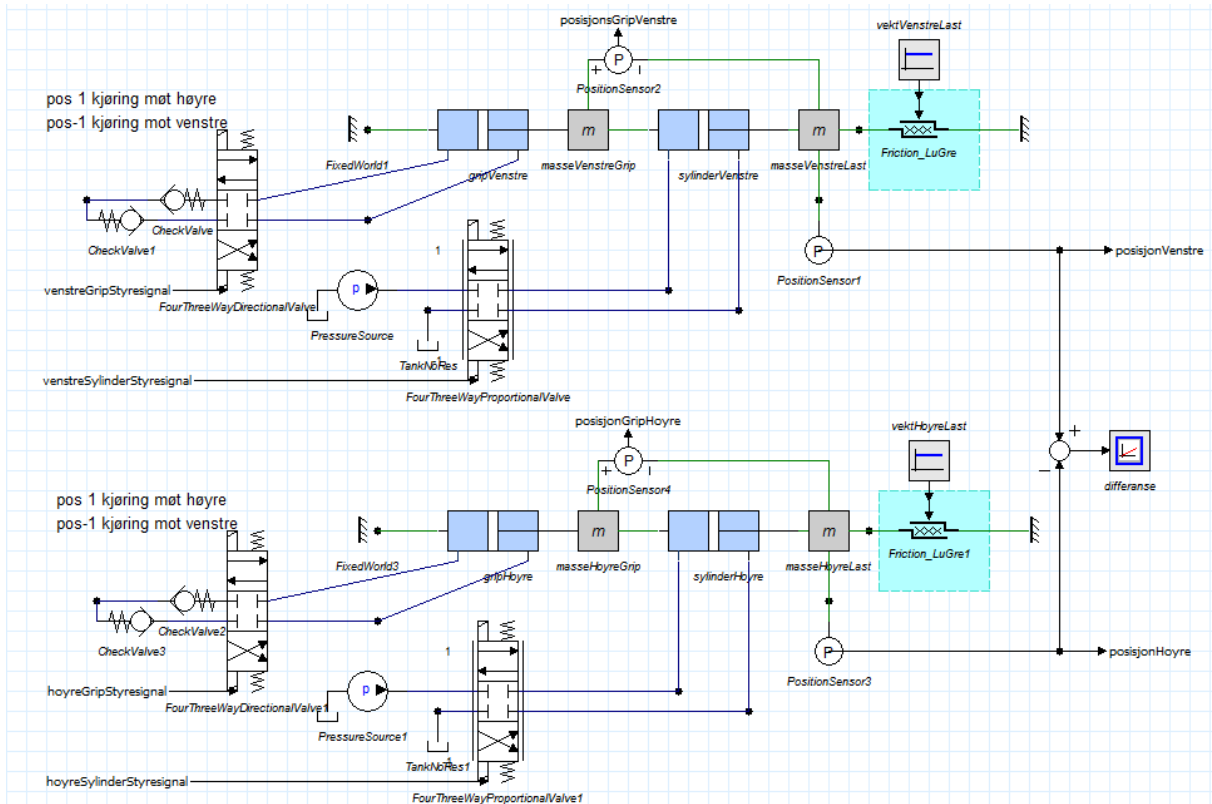 posisjonsGripVenstre
vektVenstreLast
P
+
PositionSensor2
pos 1 kjøring møt høyre
pos-1 kjøring mot venstre
m
m
FixedWorld1
gripVenstre
masseVenstreGrip
sylinderVenstre
masseVenstreLast
Friction_LuGre
CheckValve
CheckValve1
1
P
posisjonVenstre
PositionSensor1
p
venstreGripStyresignal
FourThreeWayDirectionalValve
PressureSource
TankNoRes
-1
venstreSylinderStyresignal
FourThreeWayProportionalValve
posisjonGripHoyre
vektHoyreLast
P
+
+
−
PositionSensor4
differanse
pos 1 kjøring møt høyre
pos-1 kjøring mot venstre
m
m
FixedWorld3
gripHoyre
masseHoyreGrip
sylinderHoyre
masseHoyreLast
Friction_LuGre1
CheckValve2
CheckValve3
1
P
posisjonHoyre
PositionSensor3
p
hoyreGripStyresignal
FourThreeWayDirectionalValve1
PressureSource1
TankNoRes1
-1
hoyreSylinderStyresignal
FourThreeWayProportionalValve1